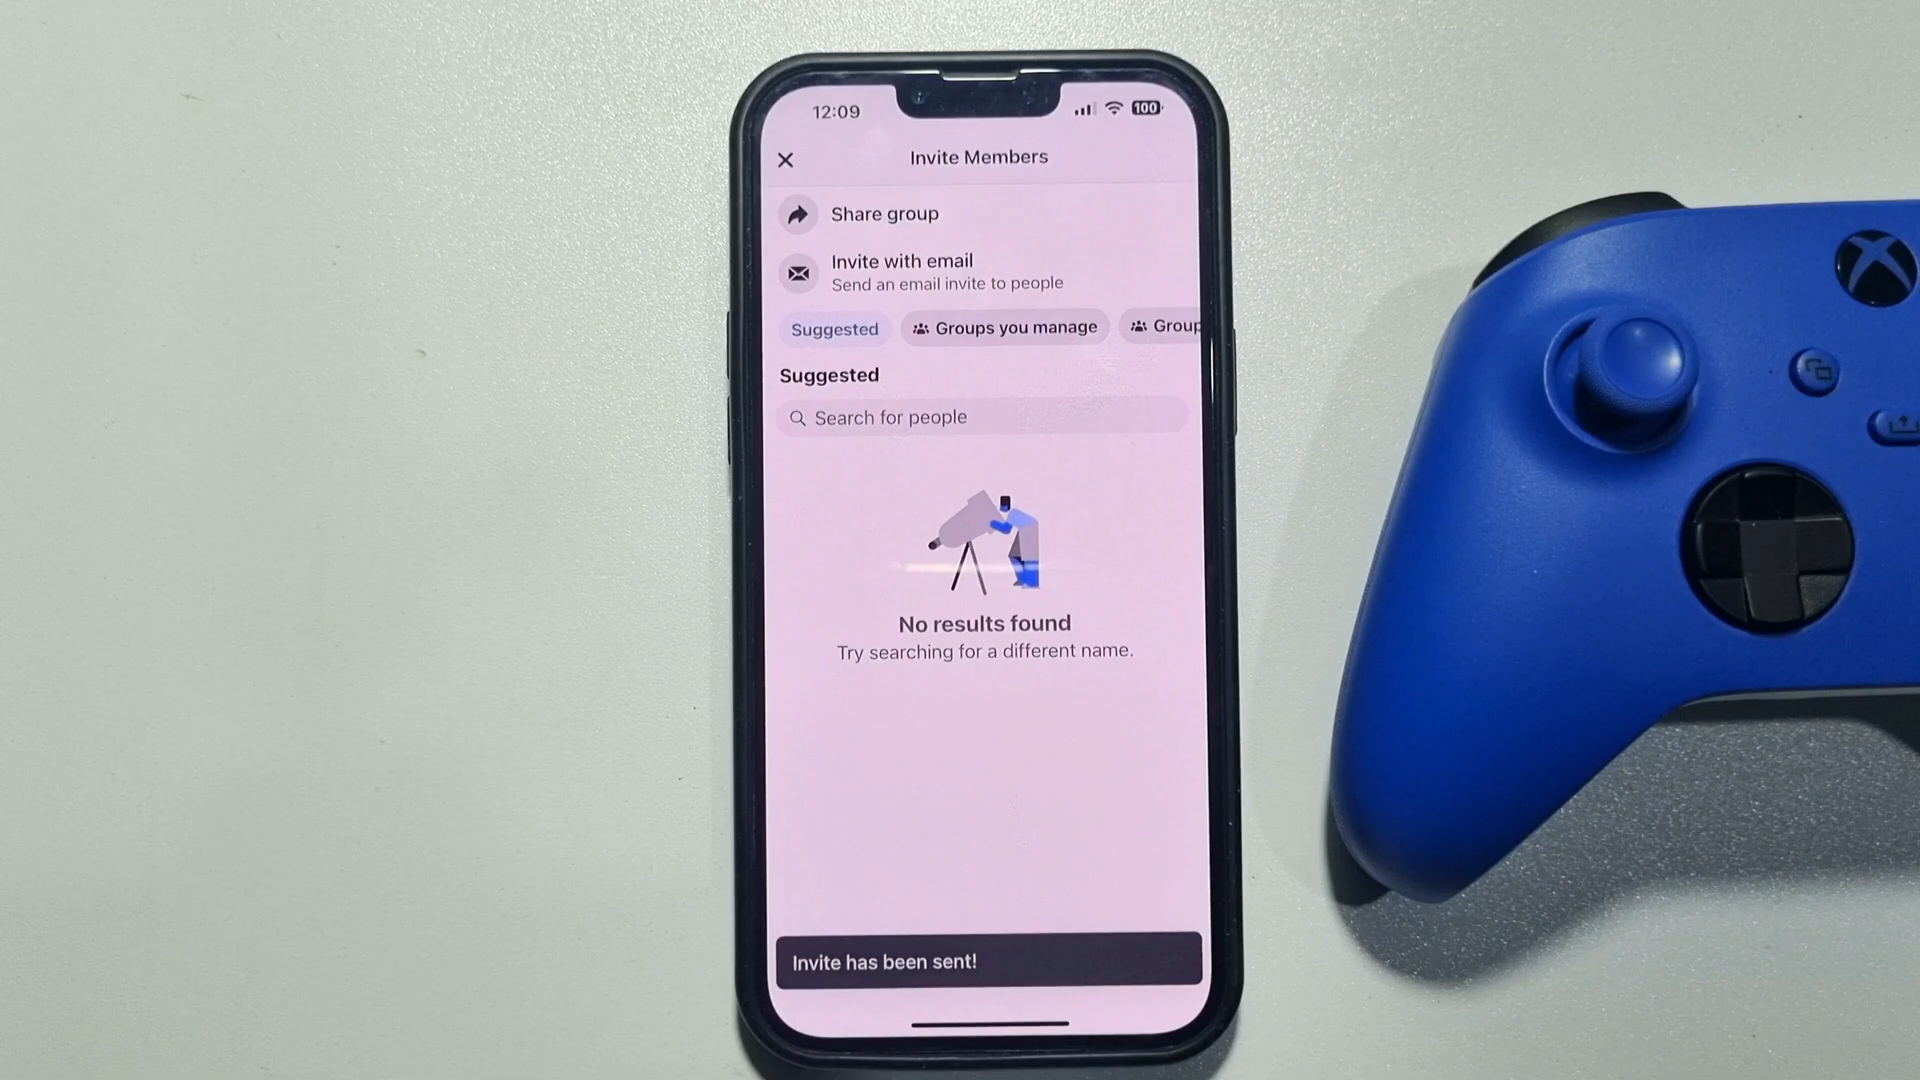 12:09
100
Invite Members
Share group
Invite with email
Send an email invite to people
Suggested
Groups you manage
Group
Suggested
Search for people
No results found
Try searching for a different name.
Invite has been sent!